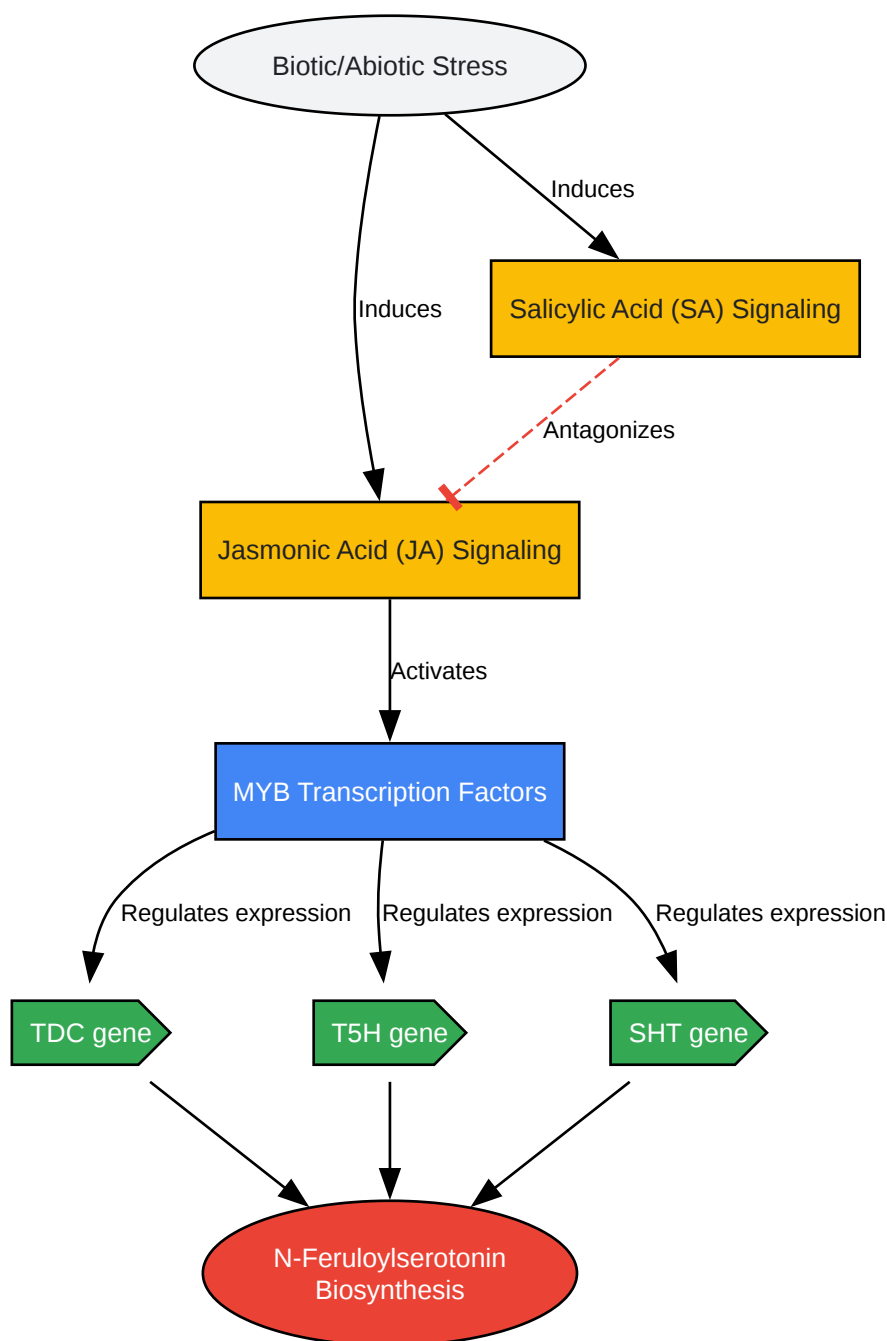 Biotic/Abiotic Stress
Induces
Salicylic Acid (SA) Signaling
Induces
Antagonizes
Jasmonic Acid (JA) Signaling
Activates
MYB Transcription Factors
Regulates expression
Regulates expression
Regulates expression
TDC gene
T5H gene
SHT gene
N-Feruloylserotonin
Biosynthesis